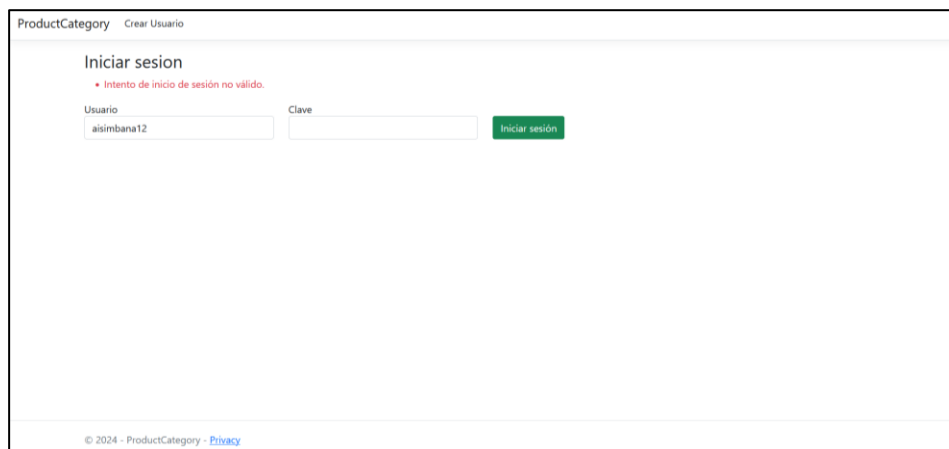 ProductCategory Crear Usuario
Iniciar sesion
• Intento de inicio de sesión no válido.
Usuario Clave
aisimbana12 Iniciar sesión
© 2024 - ProductCategory - Privacy